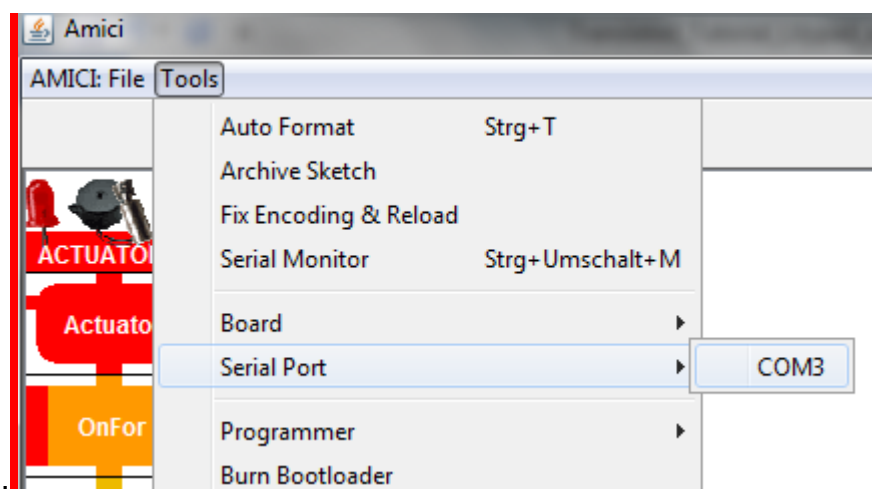 Amici
AMICI: File Tools
Auto Format Strg+T
Archive Sketch
Fix Encoding & Reload
ACTUATO
Serial Monitor Strg+Umschalt+M
Actuato
Board
Serial Port
COM3
OnFor
Programmer
Burn Bootloader